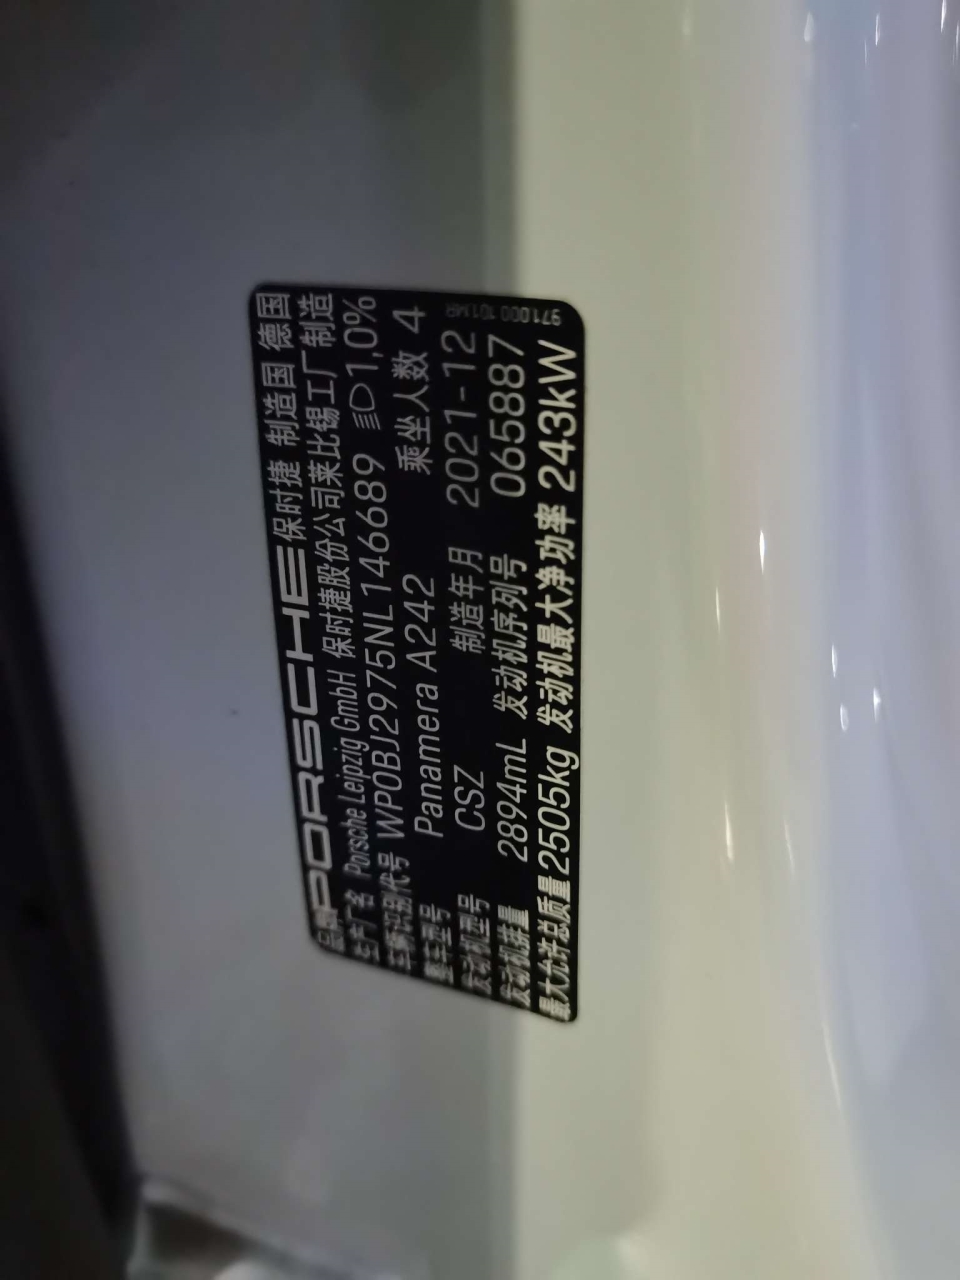 品牌 PORSCHE 保时捷 制造国 德国
生产厂名 Porsche Leipzig GmbH 保时捷股份公司莱比锡工厂制造
车辆识别代号 WP0BJ2975NL146689 1,0%
整车型号 Panamera A242 乘坐人数 4
发动机型号 CSZ 制造年月 2021-12
发动机排量 2894mL 发动机序列号 065887
最大允许总质量 2505kg 发动机最大净功率 243kW